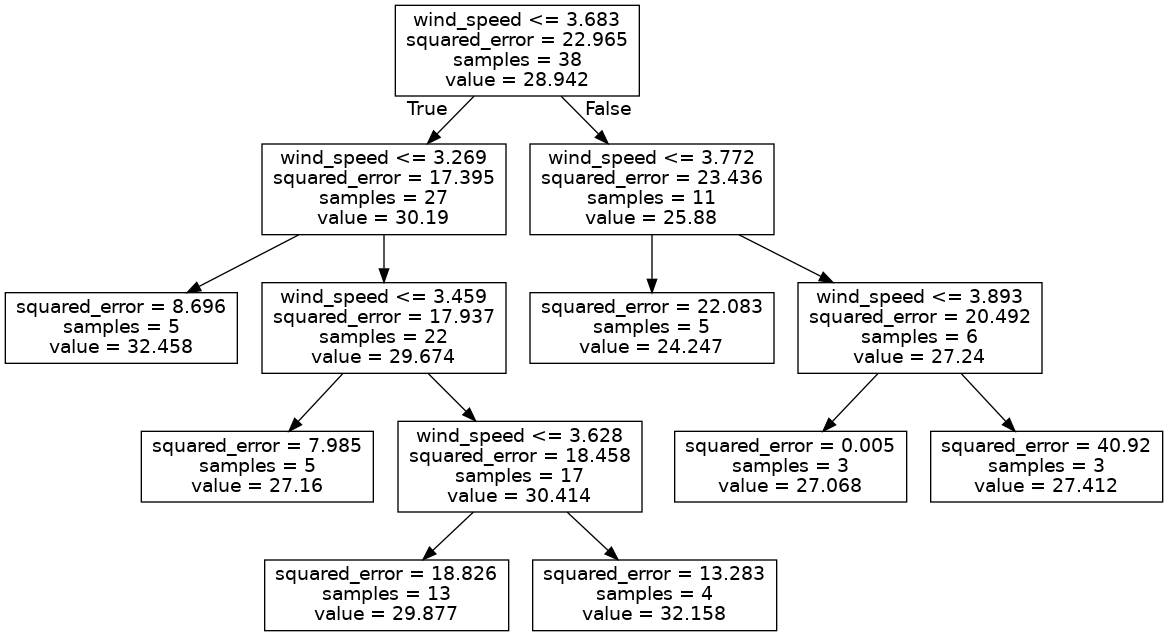 wind_speed <= 3.683
squared_error = 22.965
samples = 38
value = 28.942
True
False
wind_speed <= 3.269
squared_error = 17.395
samples = 27
value = 30.19
wind_speed <= 3.772
squared_error = 23.436
samples = 11
value = 25.88
squared_error = 8.696
samples = 5
value = 32.458
wind_speed <= 3.459
squared_error = 17.937
samples = 22
value = 29.674
squared_error = 22.083
samples = 5
value = 24.247
wind_speed <= 3.893
squared_error = 20.492
samples = 6
value = 27.24
squared_error = 7.985
samples = 5
value = 27.16
wind_speed <= 3.628
squared_error = 18.458
samples = 17
value = 30.414
squared_error = 0.005
samples = 3
value = 27.068
squared_error = 40.92
samples = 3
value = 27.412
squared_error = 18.826
samples = 13
value = 29.877
squared_error = 13.283
samples = 4
value = 32.158